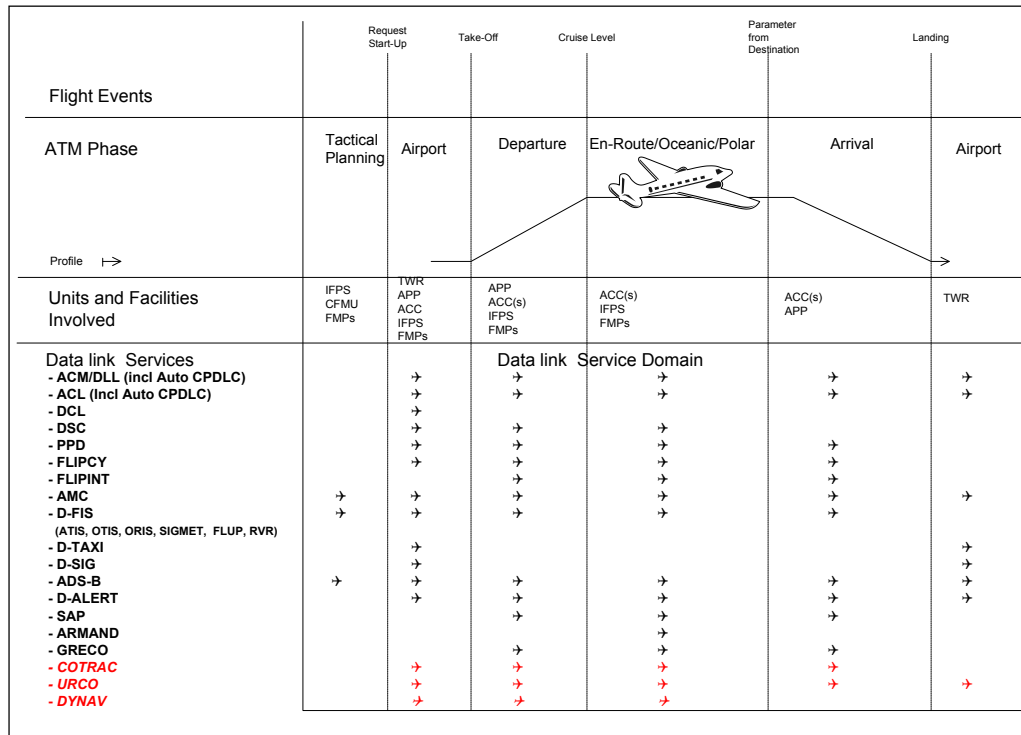 Request
Start-Up
Take-Off
Cruise Level
Parameter
from
Destination
Landing
Flight Events
ATM Phase
Tactical
Planning
Airport
Departure
En-Route/Oceanic/Polar
Arrival
Airport
Profile
Units and Facilities
Involved
IFPS
CFMU
FMPs
TWR
APP
ACC
IFPS
FMPs
APP
ACC(s)
IFPS
FMPs
ACC(s)
IFPS
FMPs
ACC(s)
APP
TWR
Data link Services
Data link Service Domain
- ACM/DLL (incl Auto CPDLC)
- ACL (Incl Auto CPDLC)
- DCL
- DSC
- PPD
- FLIPCY
- FLIPINT
- AMC
- D-FIS
(ATIS, OTIS, ORIS, SIGMET, FLUP, RVR)
- D-TAXI
- D-SIG
- ADS-B
- D-ALERT
- SAP
- ARMAND
- GRECO
- COTRAC
- URCO
- DYNAV